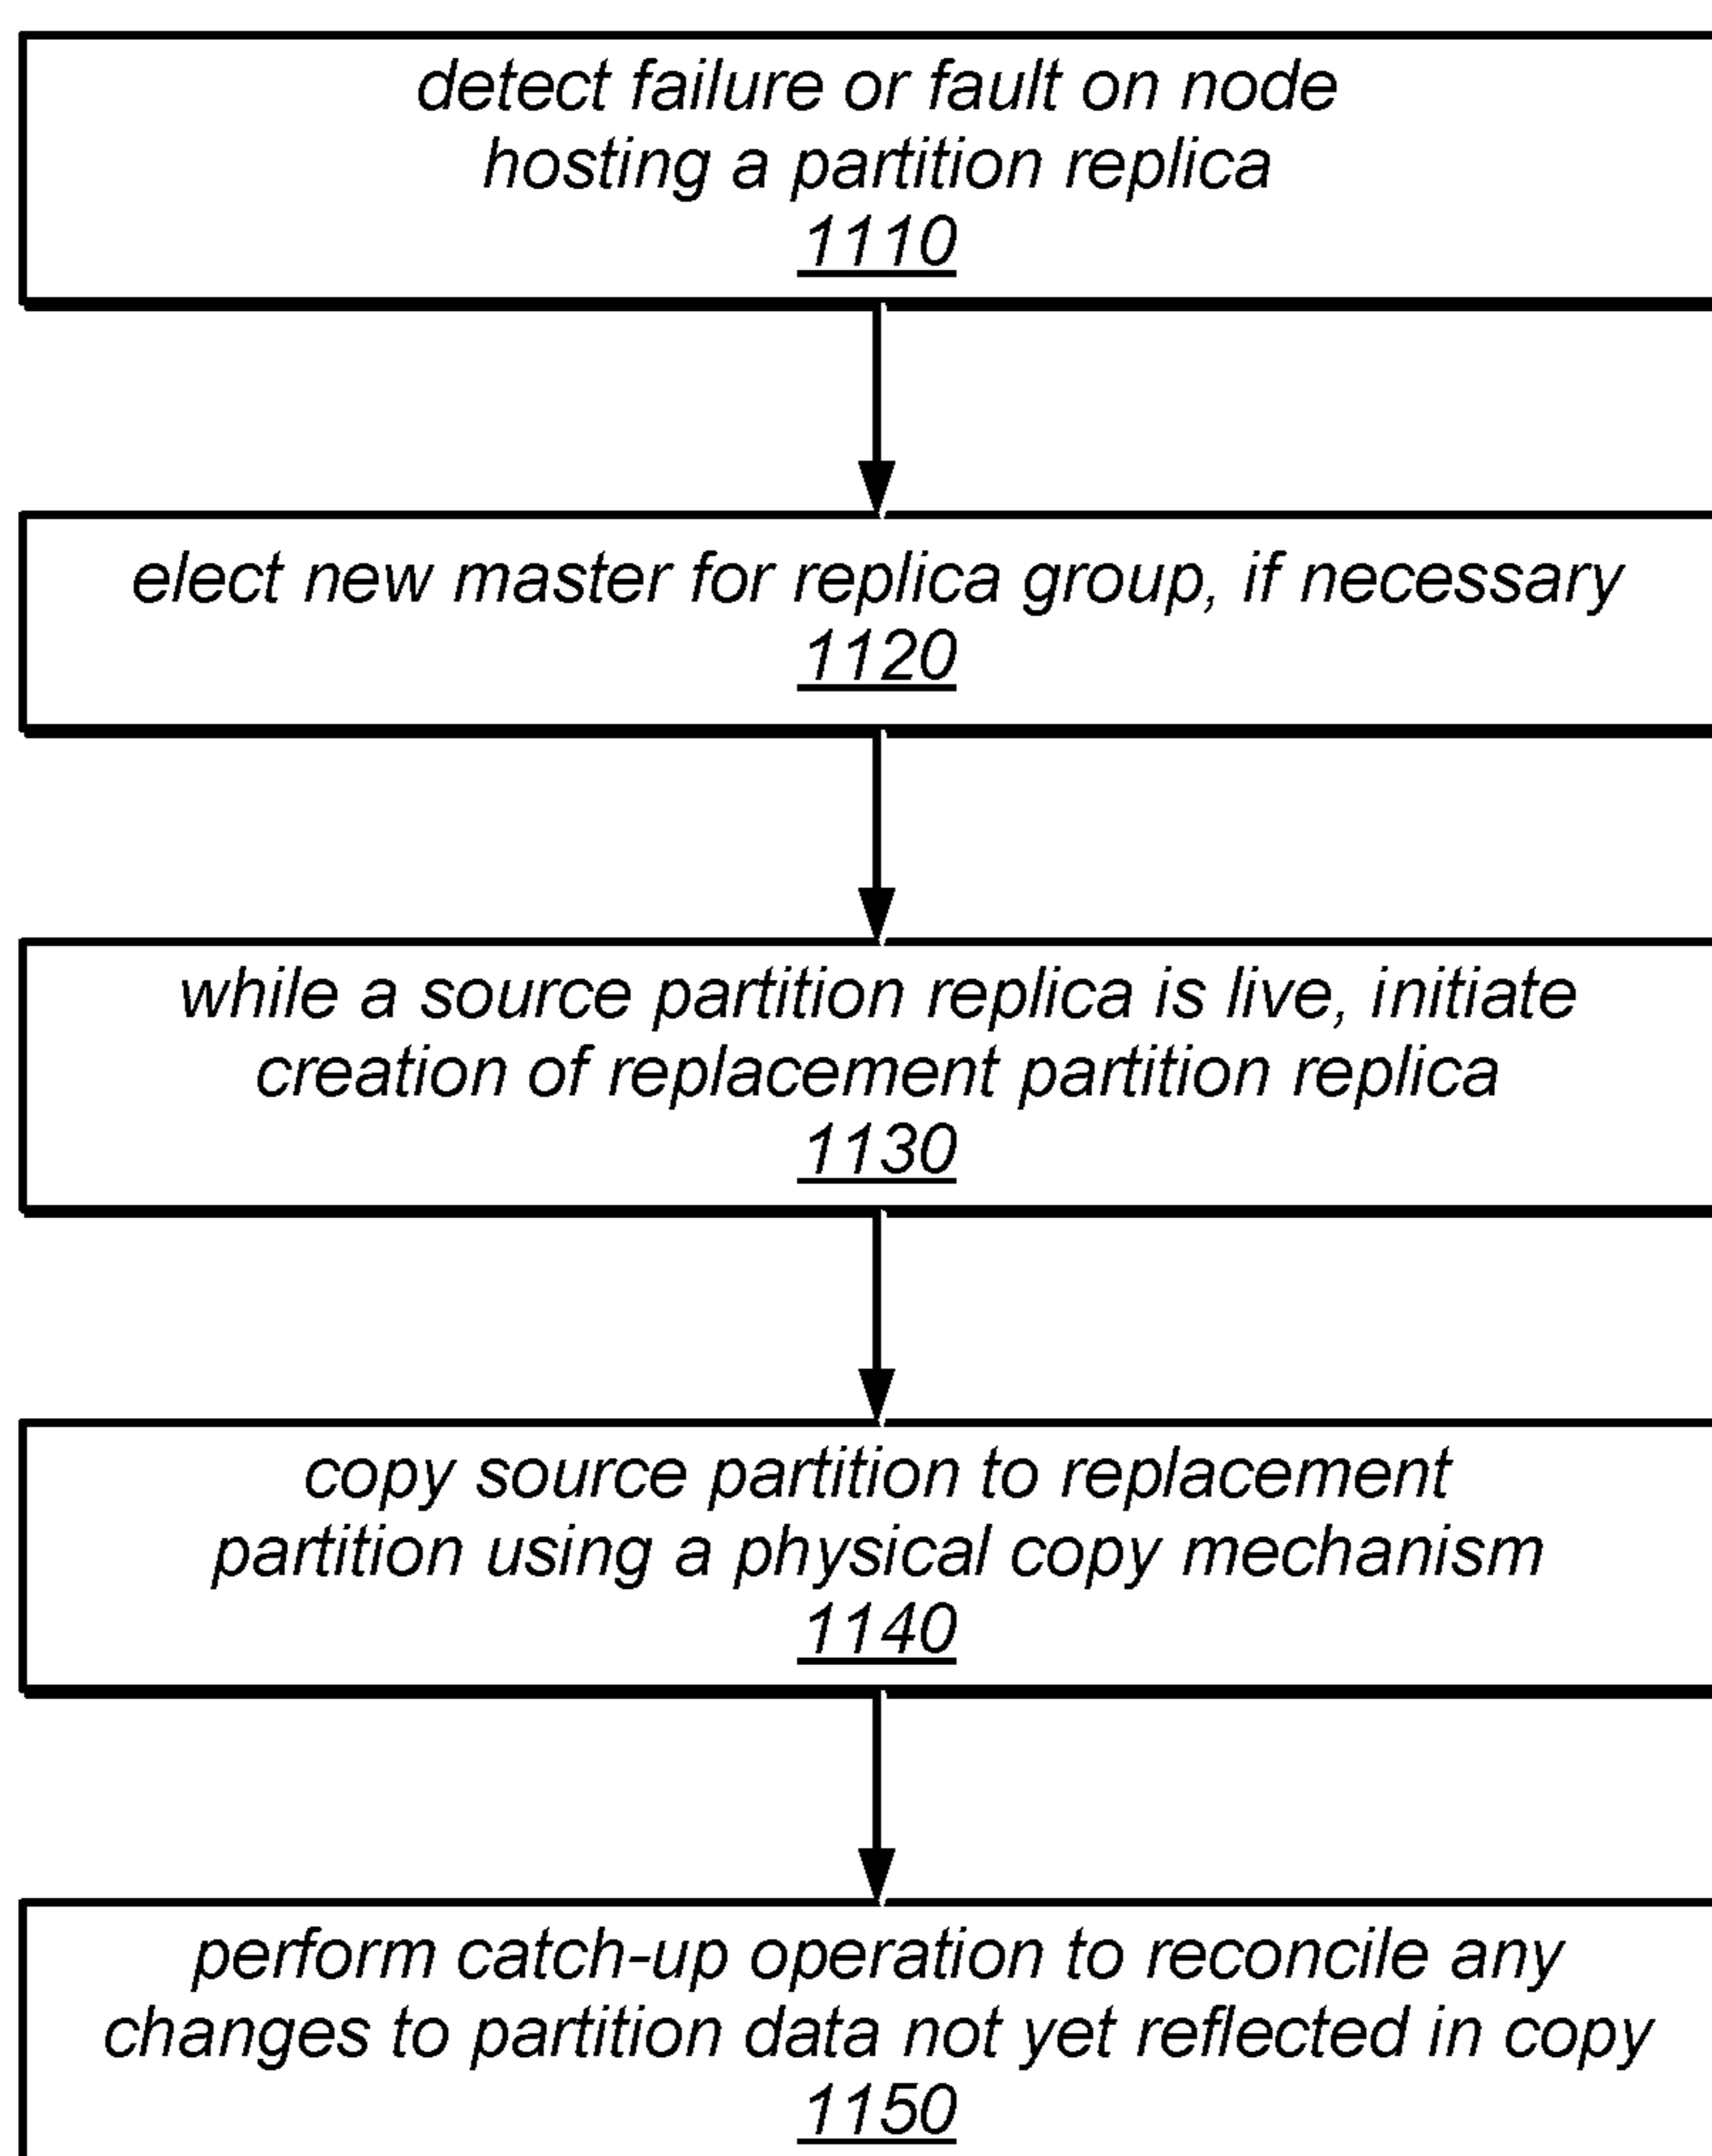 detect failure or fault on node
hosting a partition replica
1110
elect new master for replica group, if necessary
1120
while a source partition replica is live, initiate
creation of replacement partition replica
1130
copy source partition to replacement
partition using a physical copy mechanism
1140
perform catch-up operation to reconcile any
changes to partition data not yet reflected in copy
1150